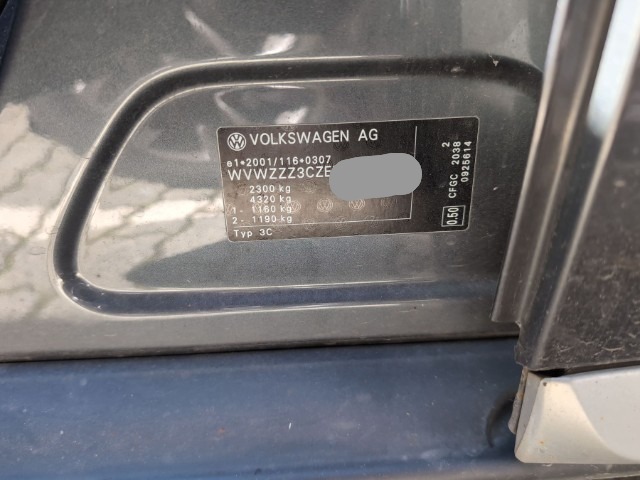 VOLKSWAGEN AG
e1*2001/116*0307
WVWZZZ3CZE
2300 kg
4320 kg
1 - 1160 kg
2 - 1190 kg
Typ 3C
0.50 CFGC 2038 2
0925614